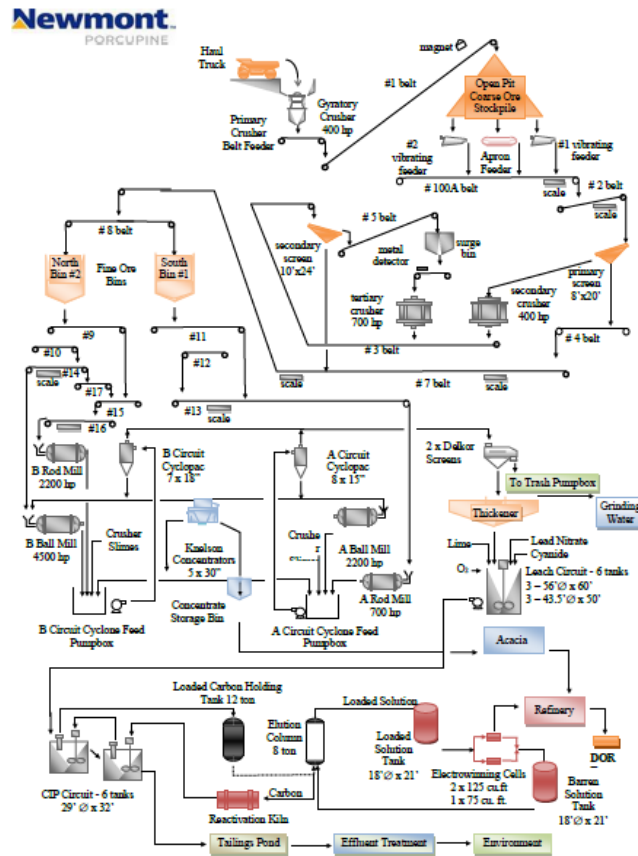 Newmont™
PORCUPINE
Haul
Truck
magnet
#1 belt
Open Pit
Coarse Ore
Stockpile
Gyratory
Crusher
400 hp
Primary
Crusher
Belt Feeder
#2
vibrating
feeder
Apron
Feeder
#1 vibrating
feeder
# 100A belt
scale
# 2 belt
scale
# 8 belt
# 5 belt
secondary
screen
10'x24'
metal
detector
surge
bin
primary
screen
8'x20'
North
Bin #2
Fine Ore
Bins
South
Bin #1
tertiary
crusher
700 hp
secondary
crusher
400 hp
#9
#11
# 3 belt
# 4 belt
#10
#12
scale
#14
#17
scale
scale
# 7 belt
#15
#13
scale
#16
B Rod Mill
2200 hp
B Circuit
Cyclopac
7 x 18"
A Circuit
Cyclopac
8 x 15"
2 x Delkor
Screens
To Trash Pumpbox
Thickener
Grinding
Water
B Ball Mill
4500 hp
Crusher
Slimes
Knelson
Concentrators
5 x 30"
Crushe
r
A Ball Mill
2200 hp
Lime
Lead Nitrate
Cyanide
O₂
Leach Circuit - 6 tanks
3 – 56'Ø x 60'
3 – 43.5'Ø x 50'
Concentrate
Storage Bin
A Rod Mill
700 hp
B Circuit Cyclone Feed
Pumpbox
A Circuit Cyclone Feed
Pumpbox
Acacia
Loaded Carbon Holding
Tank 12 ton
Elution
Column
8 ton
Loaded Solution
Loaded
Solution
Tank
18'Ø x 21'
Refinery
DOR
Electrowinning Cells
2 x 125 cu.ft
1 x 75 cu. ft.
Barren
Solution
Tank
18'Ø x 21'
CIP Circuit - 6 tanks
29' Ø x 32'
Carbon
Reactivation Kiln
Tailings Pond
Effluent Treatment
Environment